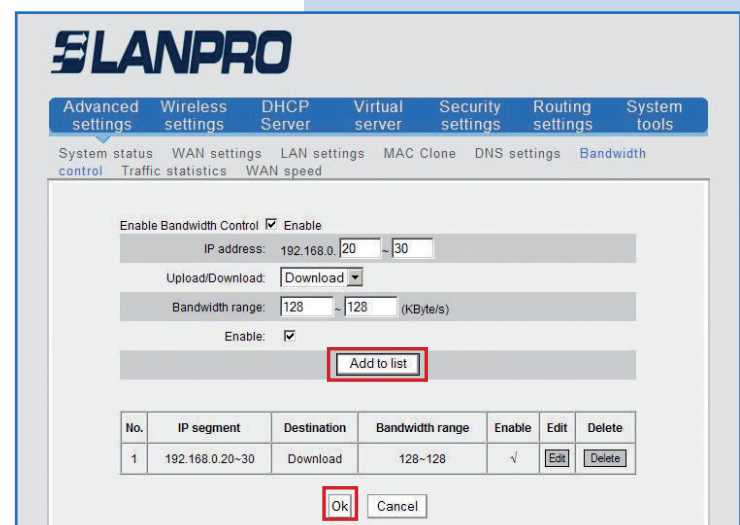 LANPRO
Advanced settings Wireless settings DHCP Server Virtual server Security settings Routing settings System tools
System status WAN settings LAN settings MAC Clone DNS settings Bandwidth
control Traffic statistics WAN speed
Enable Bandwidth Control Enable
IP address: 192.168.0. 20 ~ 30
Upload/Download: Download
Bandwidth range: 128 ~ 128 (KByte/s)
Enable:
Add to list
No. IP segment Destination Bandwidth range Enable Edit Delete
1 192.168.0.20~30 Download 128~128 √ Edit Delete
Ok Cancel